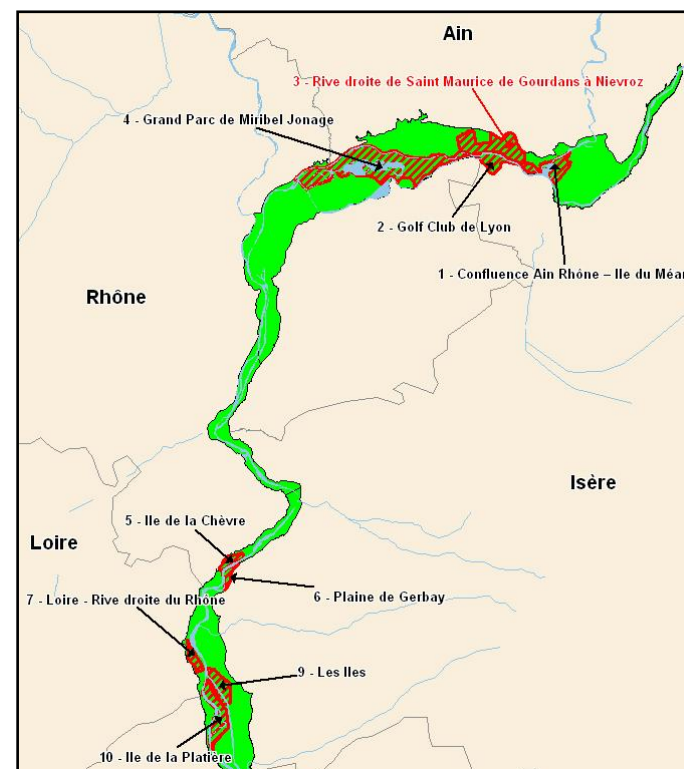 Ain
3 - Rive droite de Saint Maurice de Gourdans à Nievroz
4 - Grand Parc de Miribel Jonage
2 - Golf Club de Lyon
1 - Confluence Ain Rhône – Ile du Méan
Rhône
Isère
5 - Ile de la Chèvre
Loire
6 - Plaine de Gerbay
7 - Loire - Rive droite du Rhône
9 - Les Iles
10 - Ile de la Platière